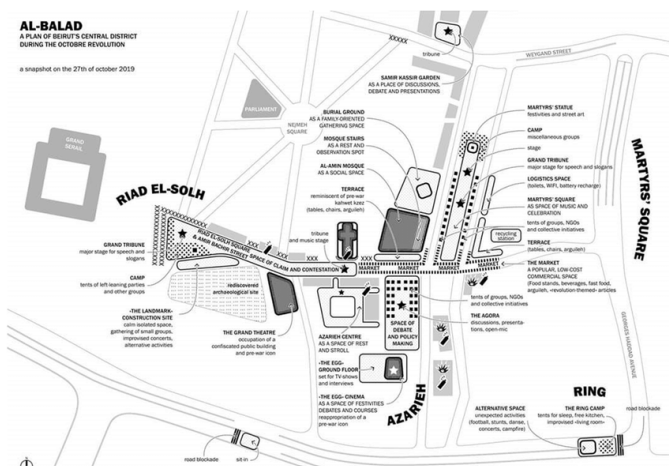 AL-BALAD
A PLAN OF BEIRUT'S CENTRAL DISTRICT
DURING THE OCTOBRE REVOLUTION
a snapshot on the 27th of october 2019
XXXXX
tribune
WEYGAND STREET
SAMIR KASSIR GARDEN
AS A PLACE OF DISCUSSIONS,
DEBATE AND PRESENTATIONS
PARLIAMENT
NEJMEH
SQUARE
GRAND
SERAIL
BURIAL GROUND
AS A FAMILY-ORIENTED
GATHERING SPACE
MOSQUE STAIRS
AS A REST AND
OBSERVATION SPOT
AL-AMIN MOSQUE
AS A SOCIAL SPACE
TERRACE
reminiscent of pre-war
kahwet kzez
(tables, chairs, arguileh)
tribune
and music stage
MARTYRS' STATUE
festivities and street art
CAMP
miscellaneous groups
stage
GRAND TRIBUNE
major stage for speech and slogans
LOGISTICS SPACE
(toilets, WIFI, battery recharge)
MARTYRS' SQUARE
AS SPACE OF MUSIC AND
CELEBRATION
tents of groups, NGOs
and collective initiatives
recycling
station
TERRACE
(tables, chairs, arguileh)
THE MARKET
A POPULAR, LOW-COST
COMMERCIAL SPACE
(Food stands, beverages, fast food,
arguileh, «revolution-themed» articles
MARTYRS' SQUARE
RIAD EL-SOLH
RIAD EL-SOLH SQUARE
& AMIR BACHIR STREET
SPACE OF CLAIM AND CONTESTATION
XXX
XXX
MARKET
MARKET
MARKET
MARKET
GRAND TRIBUNE
major stage for speech and
slogans
CAMP
tents of left leaning parties
and other groups
«THE LANDMARK»
CONSTRUCTION SITE
calm isolated space,
gathering of small groups,
improvised concerts,
alternative activities
rediscovered
archaeological site
THE GRAND THEATRE
occupation of a
confiscated public building
and pre-war icon
AZARIEH CENTRE
AS A SPACE OF REST
AND STROLL
«THE EGG»
GROUND FLOOR
set for TV-shows
and interviews
«THE EGG» CINEMA
AS A SPACE OF FESTIVITIES
DEBATES AND COURSES
reappropriation of a
pre-war icon
SPACE OF
DEBATE
AND POLICY
MAKING
tents of groups, NGOs
and collective initiatives
THE AGORA
discussions, presenta-
tions, open-mic
AZARIEH
GEORGES HADDAD AVENUE
RING
ALTERNATIVE SPACE
unexpected activities
(football, stunts, danse,
concerts, campfire)
THE RING CAMP
tents for sleep, free kitchen,
improvised «living room»
road blockade
road blockade
sit-in